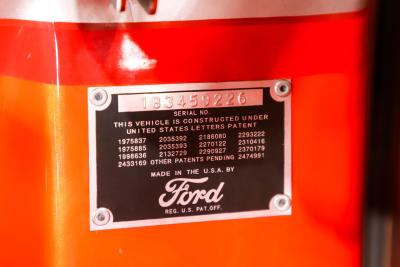 183459226
SERIAL NO.
THIS VEHICLE IS CONSTRUCTED UNDER
UNITED STATES LETTERS PATENT
1975837 2035392 2186080 2293222
1975885 2035393 2270122 2310416
1998636 2132729 2290927 2370179
2433169 OTHER PATENTS PENDING 2474991
MADE IN THE U.S.A. BY
Ford
REG. U.S. PAT. OFF.